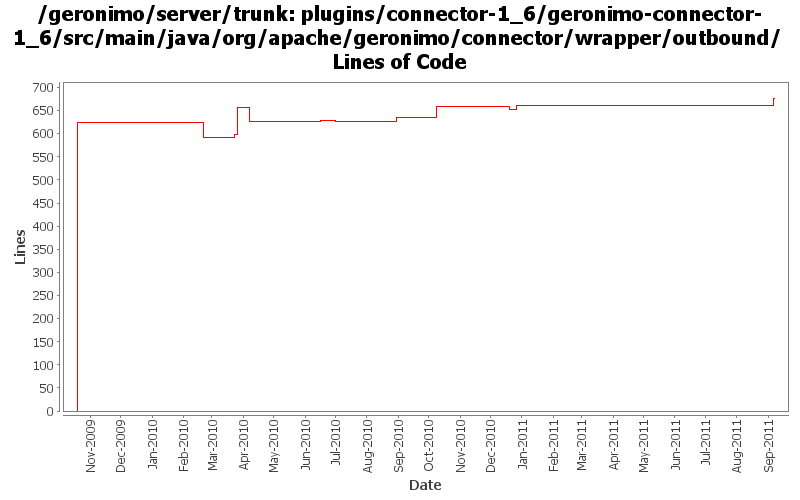 /geronimo/server/trunk: plugins/connector-1_6/geronimo-connector-
1_6/src/main/java/org/apache/geronimo/connector/wrapper/outbound/
Lines of Code
700
650
600
550
500
450
400
350
300
250
200
150
100
50
0
Lines
Nov-2009
Dec-2009
Jan-2010
Feb-2010
Mar-2010
Apr-2010
May-2010
Jun-2010
Jul-2010
Aug-2010
Sep-2010
Oct-2010
Nov-2010
Dec-2010
Jan-2011
Feb-2011
Mar-2011
Apr-2011
May-2011
Jun-2011
Jul-2011
Aug-2011
Sep-2011
Date